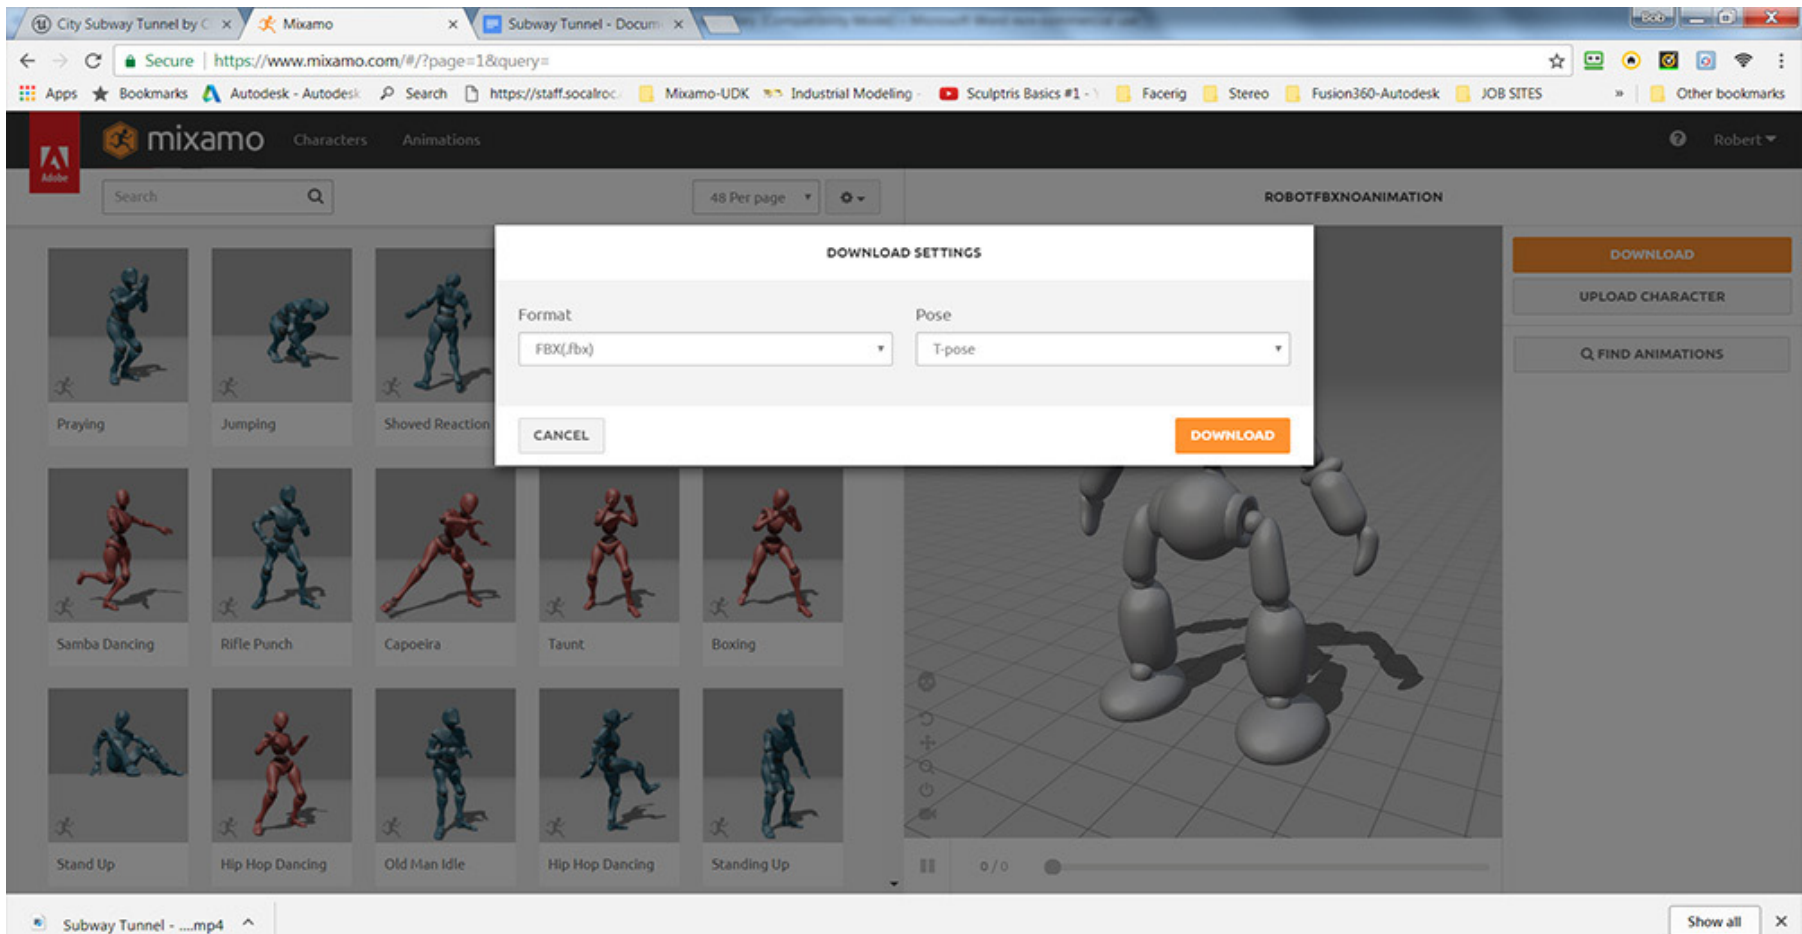 City Subway Tunnel by C
Mixamo
Subway Tunnel - Docum
Bob
Secure
https://www.mixamo.com/#/?page=1&query=
Apps
Bookmarks
Autodesk - Autodesk
Search
https://staff.socalroc.
Mixamo-UDK
Industrial Modeling -
Sculptris Basics #1 -
Facerig
Stereo
Fusion360-Autodesk
JOB SITES
»
Other bookmarks
Adobe
mixamo
Characters
Animations
Robert
Search
48 Per page
ROBOTFBXNOANIMATION
DOWNLOAD SETTINGS
Format
Pose
FBX(.fbx)
T-pose
CANCEL
DOWNLOAD
DOWNLOAD
UPLOAD CHARACTER
FIND ANIMATIONS
Praying
Jumping
Shoved Reaction
Samba Dancing
Rifle Punch
Capoeira
Taunt
Boxing
Stand Up
Hip Hop Dancing
Old Man Idle
Hip Hop Dancing
Standing Up
0 / 0
Subway Tunnel - ....mp4
Show all